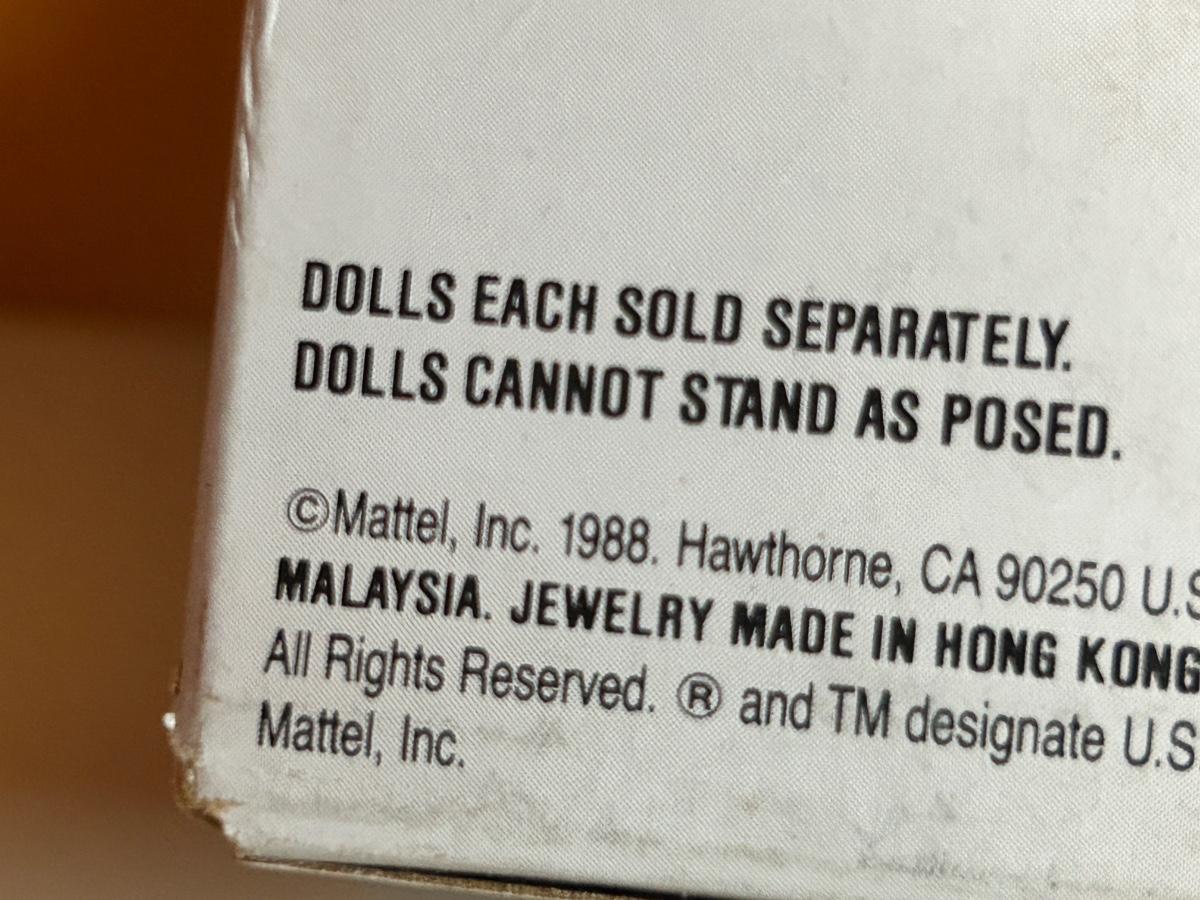 DOLLS EACH SOLD SEPARATELY.
DOLLS CANNOT STAND AS POSED.
©Mattel, Inc. 1988. Hawthorne, CA 90250 U.S
MALAYSIA. JEWELRY MADE IN HONG KONG
All Rights Reserved. ® and TM designate U.S
Mattel, Inc.